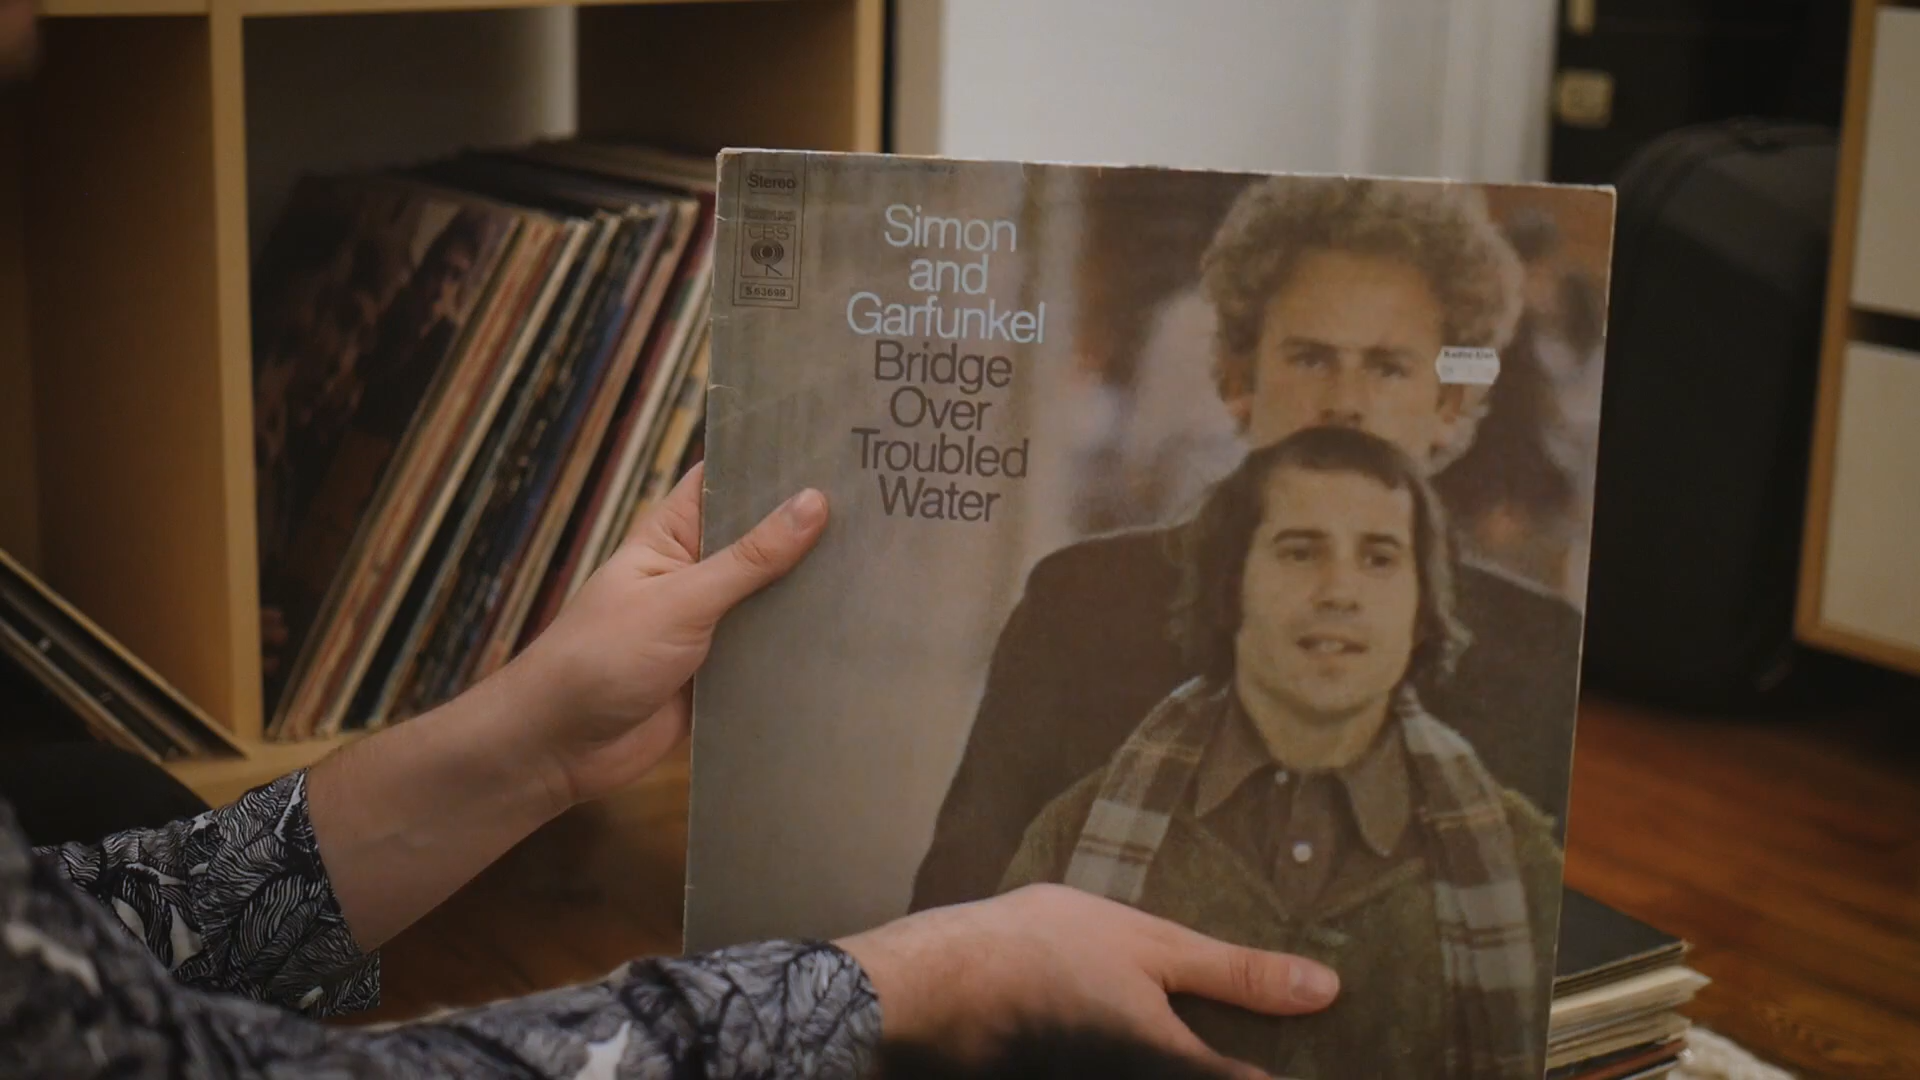 Stereo
CBS
S 63699
Simon
and
Garfunkel
Bridge
Over
Troubled
Water